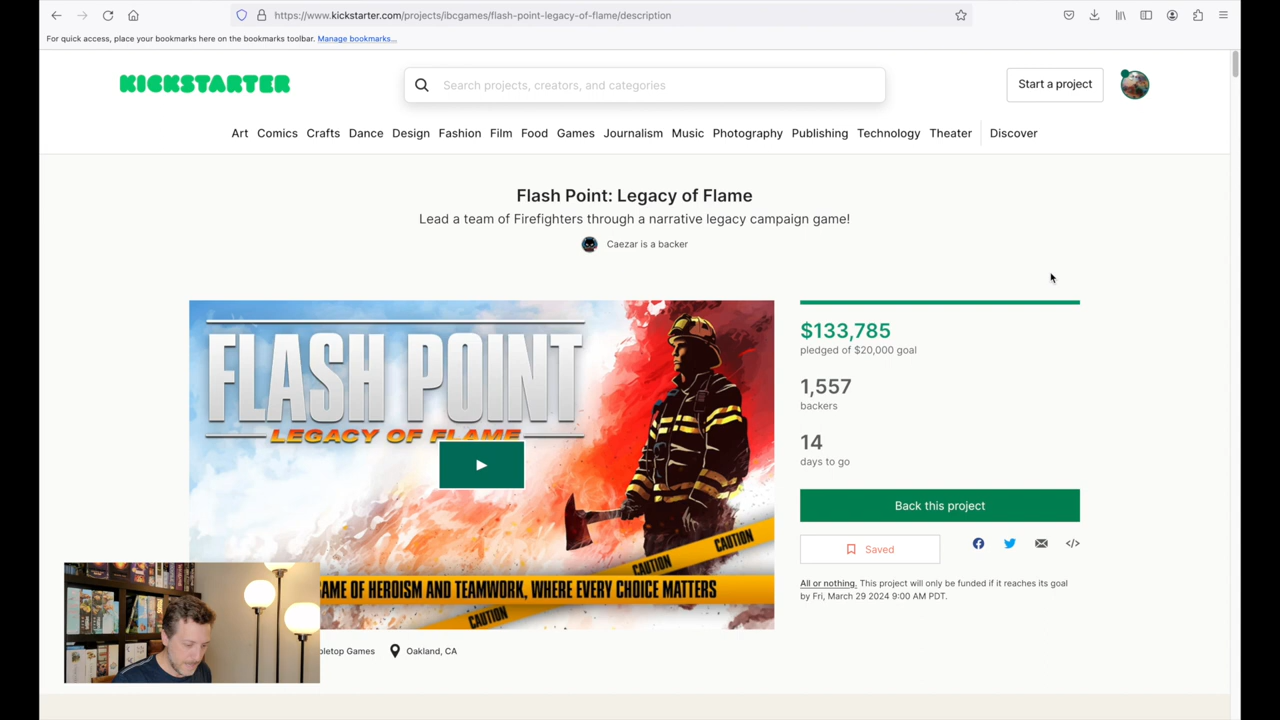 https://www.kickstarter.com/projects/ibcgames/flash-point-legacy-of-flame/description
For quick access, place your bookmarks here on the bookmarks toolbar. Manage bookmarks...
KICKSTARTER
Search projects, creators, and categories
Start a project
Art Comics Crafts Dance Design Fashion Film Food Games Journalism Music Photography Publishing Technology Theater Discover
Flash Point: Legacy of Flame
Lead a team of Firefighters through a narrative legacy campaign game!
Caezar is a backer
FLASH POINT
LEGACY OF FLAME
CAUTION
CAUTION
AME OF HEROISM AND TEAMWORK, WHERE EVERY CHOICE MATTERS
CAUTION
$133,785
pledged of $20,000 goal
1,557
backers
14
days to go
Back this project
Saved
All or nothing. This project will only be funded if it reaches its goal
by Fri, March 29 2024 9:00 AM PDT.
bletop Games
Oakland, CA